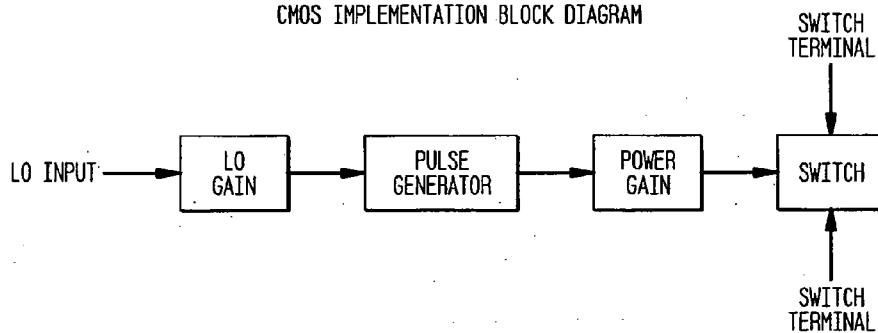 CMOS IMPLEMENTATION BLOCK DIAGRAM
SWITCH
TERMINAL
LO INPUT
LO
GAIN
PULSE
GENERATOR
POWER
GAIN
SWITCH
SWITCH
TERMINAL